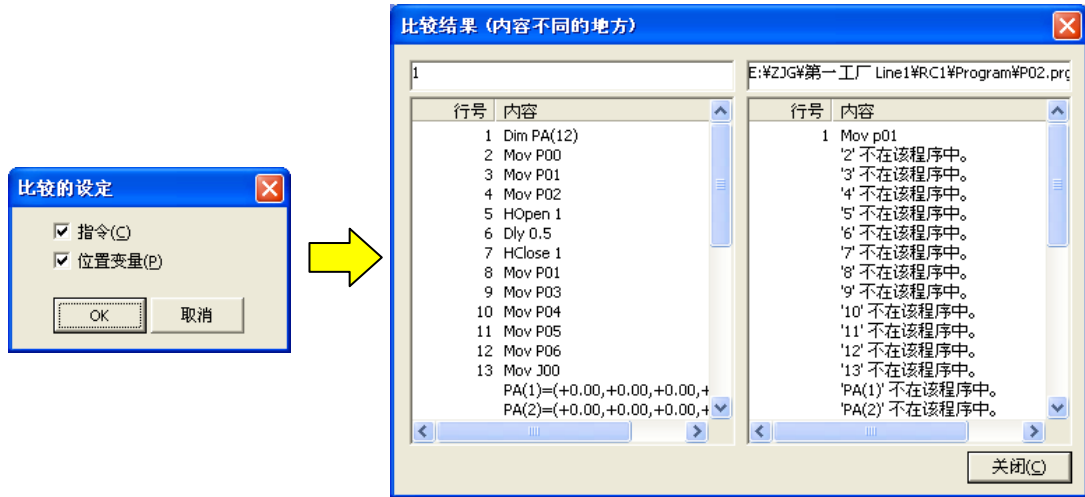 比较的设定
指令(C)
位置变量(P)
OK 取消
比较结果 (内容不同的地方)
1
E:¥ZJG¥第一工厂 Line1¥RC1¥Program¥P02.prg
行号 内容
1 Dim PA(12)
2 Mov P00
3 Mov P01
4 Mov P02
5 HOpen 1
6 Dly 0.5
7 HClose 1
8 Mov P01
9 Mov P03
10 Mov P04
11 Mov P05
12 Mov P06
13 Mov J00
PA(1)=(+0.00,+0.00,+0.00,+
PA(2)=(+0.00,+0.00,+0.00,+
行号 内容
1 Mov p01
'2' 不在该程序中。
'3' 不在该程序中。
'4' 不在该程序中。
'5' 不在该程序中。
'6' 不在该程序中。
'7' 不在该程序中。
'8' 不在该程序中。
'9' 不在该程序中。
'10' 不在该程序中。
'11' 不在该程序中。
'12' 不在该程序中。
'13' 不在该程序中。
'PA(1)' 不在该程序中。
'PA(2)' 不在该程序中。
关闭(C)